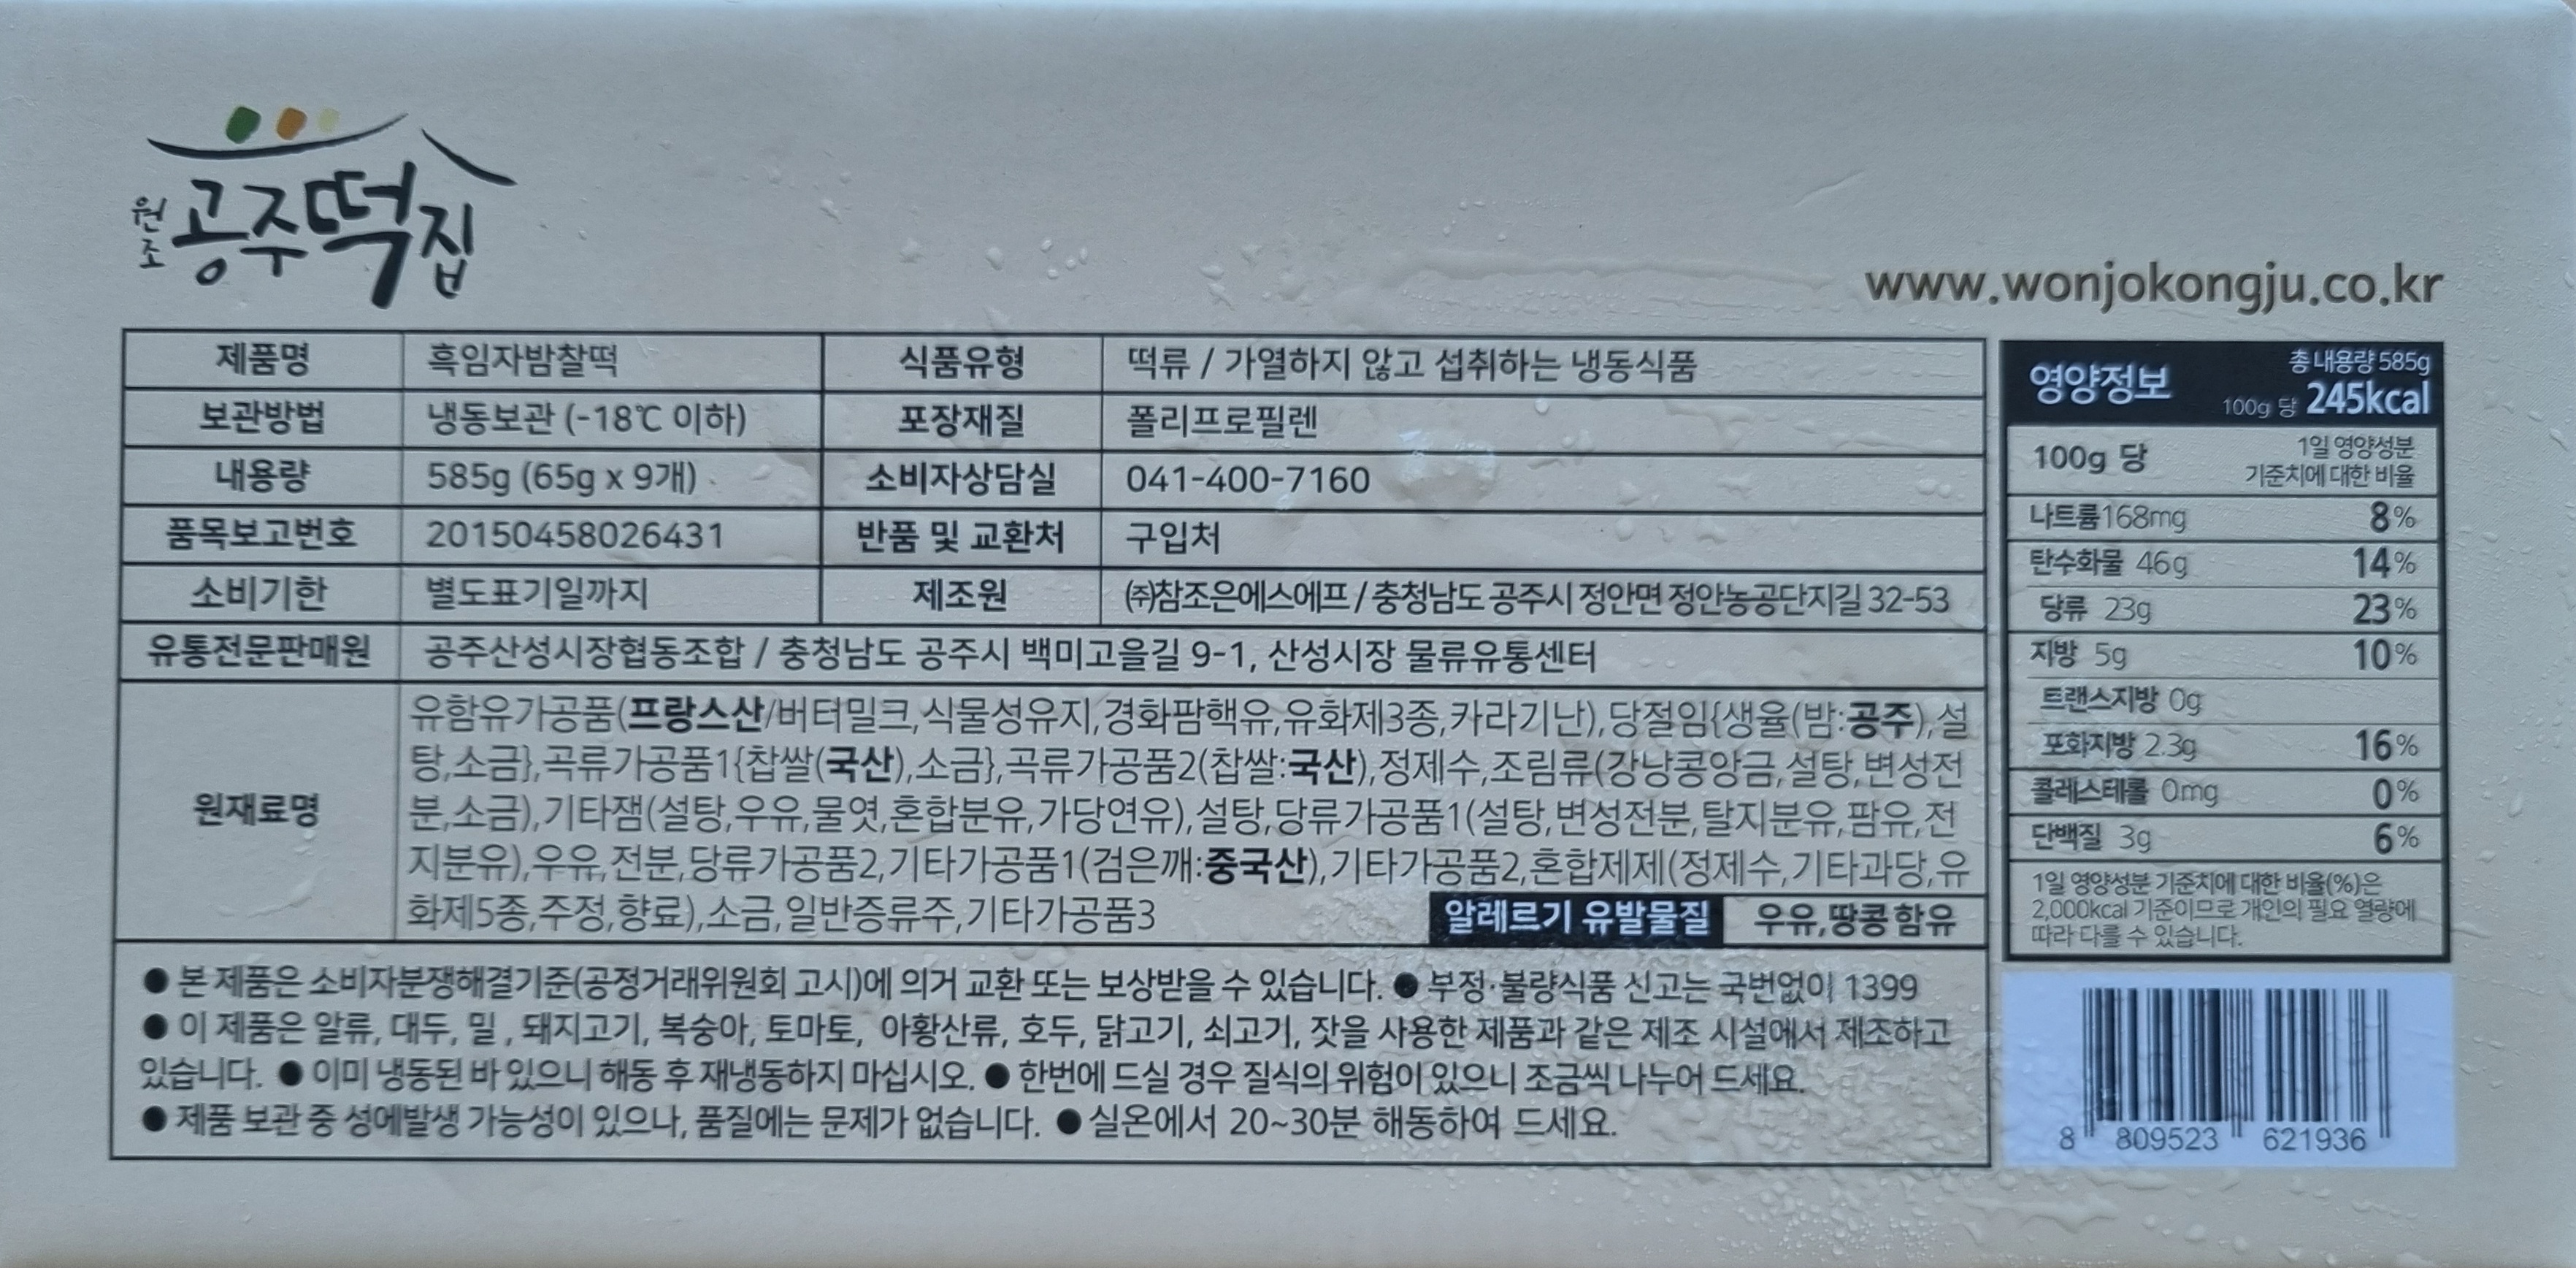 원조 공주떡집
www.wonjokongju.co.kr
제품명 흑임자밤찰떡 식품유형 떡류 / 가열하지 않고 섭취하는 냉동식품
보관방법 냉동보관 (-18℃ 이하) 포장재질 폴리프로필렌
내용량 585g (65g x 9개) 소비자상담실 041-400-7160
품목보고번호 20150458026431 반품 및 교환처 구입처
소비기한 별도표기일까지 제조원 ㈜참조은에스에프 / 충청남도 공주시 정안면 정안농공단지길 32-53
유통전문판매원 공주산성시장협동조합 / 충청남도 공주시 백미고을길 9-1, 산성시장 물류유통센터
원재료명
유함유가공품(프랑스산/버터밀크,식물성유지,경화팜핵유,유화제3종,카라기난),당절임{생율(밤:공주),설
탕,소금},곡류가공품1{찹쌀(국산),소금},곡류가공품2(찹쌀:국산),정제수,조림류(강낭콩앙금,설탕,변성전
분,소금),기타잼(설탕,우유,물엿,혼합분유,가당연유),설탕,당류가공품1(설탕,변성전분,탈지분유,팜유,전
지분유),우유,전분,당류가공품2,기타가공품1(검은깨:중국산),기타가공품2,혼합제제(정제수,기타과당,유
화제5종,주정,향료),소금,일반증류주,기타가공품3
알레르기 유발물질 우유,땅콩 함유
● 본 제품은 소비자분쟁해결기준(공정거래위원회 고시)에 의거 교환 또는 보상받을 수 있습니다. ● 부정·불량식품 신고는 국번없이 1399
● 이 제품은 알류, 대두, 밀, 돼지고기, 복숭아, 토마토, 아황산류, 호두, 닭고기, 쇠고기, 잣을 사용한 제품과 같은 제조 시설에서 제조하고
있습니다. ● 이미 냉동된 바 있으니 해동 후 재냉동하지 마십시오. ● 한번에 드실 경우 질식의 위험이 있으니 조금씩 나누어 드세요.
● 제품 보관 중 성에발생 가능성이 있으나, 품질에는 문제가 없습니다. ● 실온에서 20~30분 해동하여 드세요.
영양정보
총 내용량 585g
100g 당 245kcal
100g 당
1일 영양성분
기준치에 대한 비율
나트륨 168mg 8%
탄수화물 46g 14%
당류 23g 23%
지방 5g 10%
트랜스지방 0g
포화지방 2.3g 16%
콜레스테롤 0mg 0%
단백질 3g 6%
1일 영양성분 기준치에 대한 비율(%)은
2,000kcal 기준이므로 개인의 필요 열량에
따라 다를 수 있습니다.
8 809523 621936